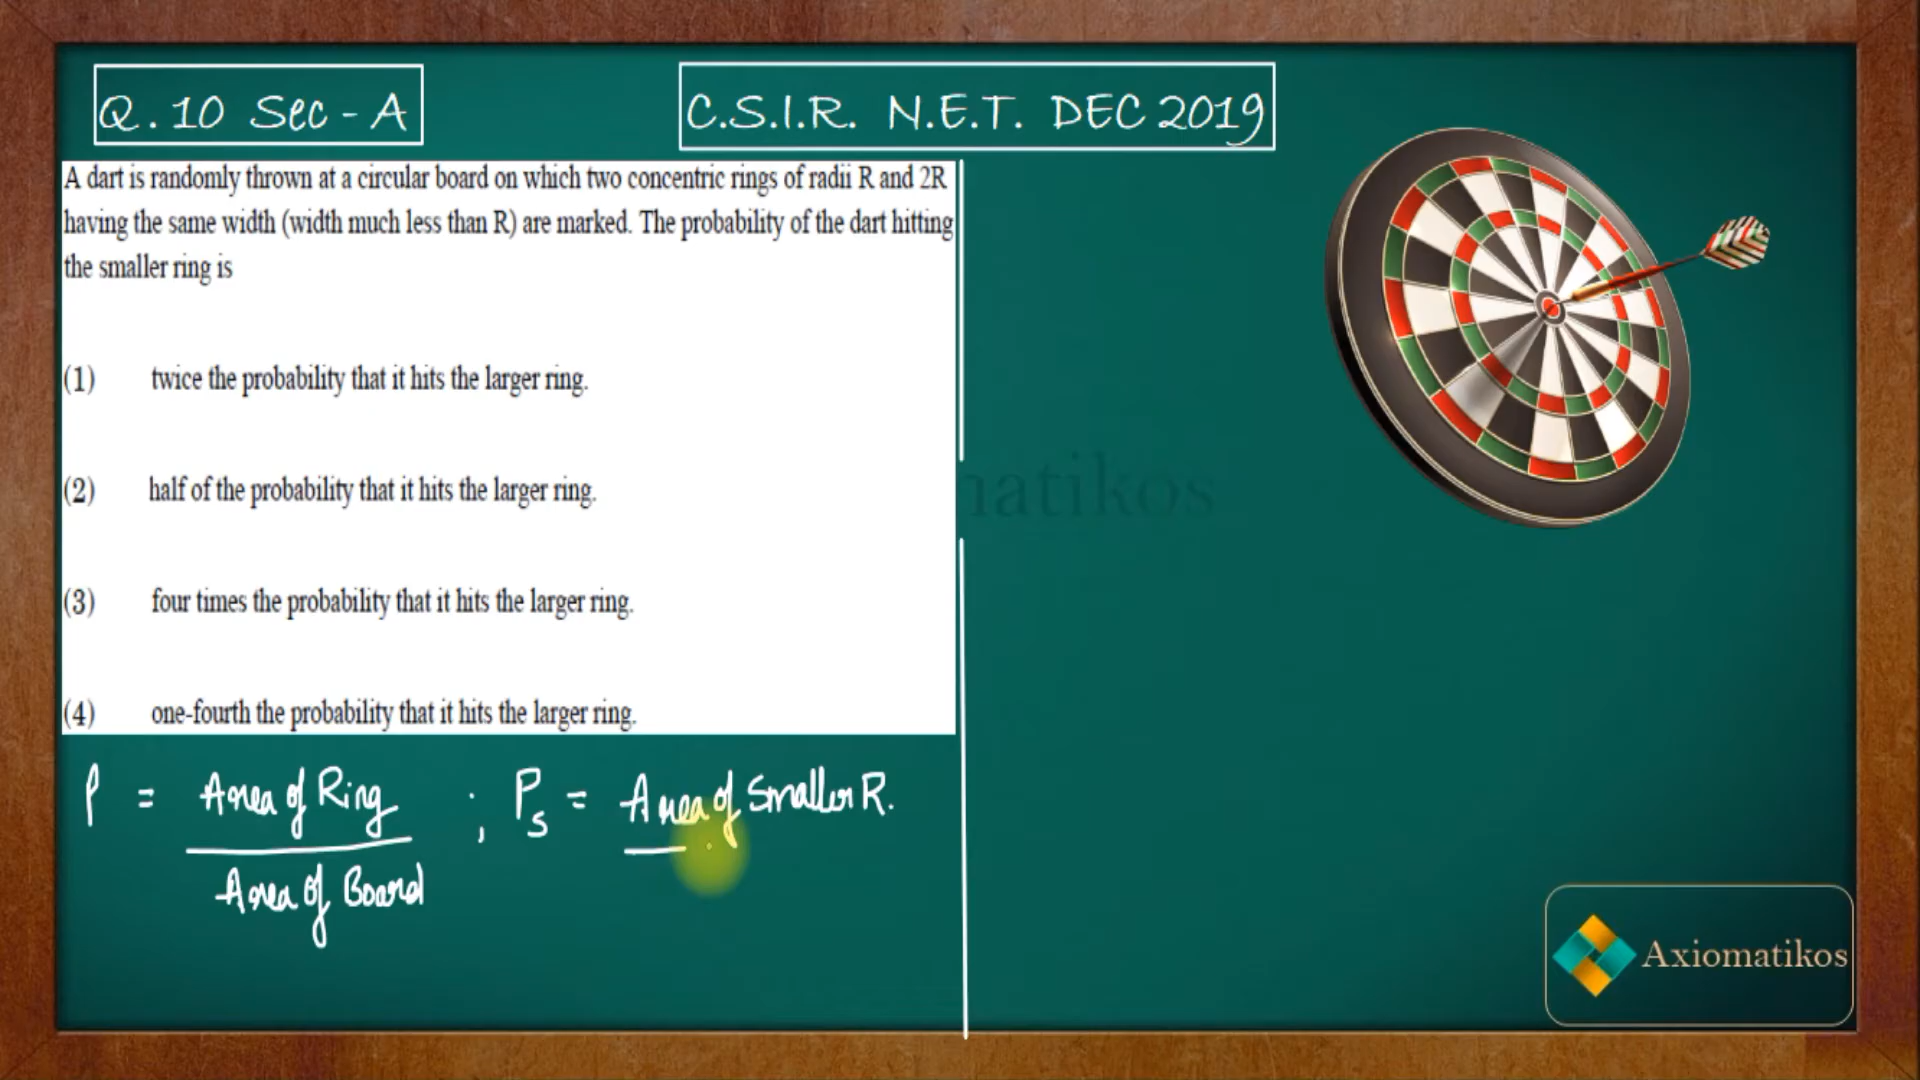 Q. 10 Sec - A
C.S.I.R. N.E.T. DEC 2019
A dart is randomly thrown at a circular board on which two concentric rings of radii R and 2R
having the same width (width much less than R) are marked. The probability of the dart hitting
the smaller ring is
(1) twice the probability that it hits the larger ring.
(2) half of the probability that it hits the larger ring.
(3) four times the probability that it hits the larger ring.
(4) one-fourth the probability that it hits the larger ring.
P = Area of Ring / Area of Board ; Ps = Area of Smaller R.
matikos
Axiomatikos